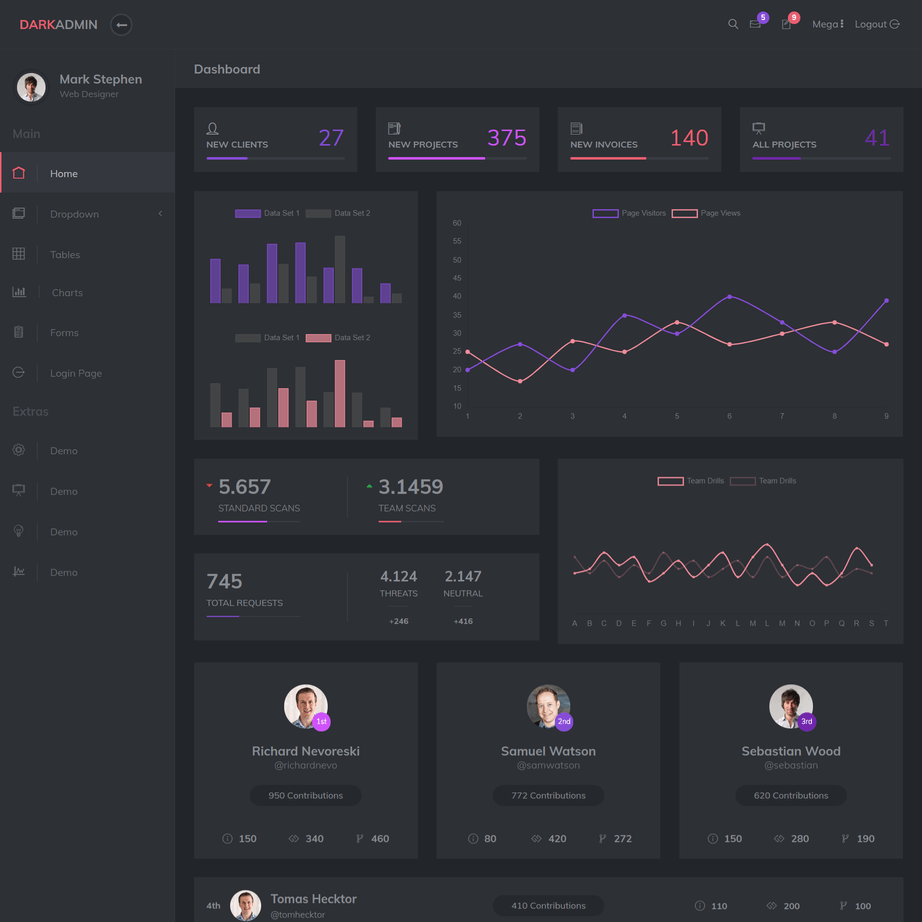 DARKADMIN
5
9
Mega
Logout
Mark Stephen
Web Designer
Main
Home
Dropdown
Tables
Charts
Forms
Login Page
Extras
Demo
Demo
Demo
Demo
Dashboard
NEW CLIENTS
27
NEW PROJECTS
375
NEW INVOICES
140
ALL PROJECTS
41
Data Set 1 Data Set 2
Data Set 1 Data Set 2
Page Visitors Page Views
60
55
50
45
40
35
30
25
20
15
10
1 2 3 4 5 6 7 8 9
5.657
STANDARD SCANS
3.1459
TEAM SCANS
745
TOTAL REQUESTS
4.124
THREATS
+246
2.147
NEUTRAL
+416
Team Drills Team Drills
A B C D E F G H I J K L M L M N O P Q R S T
1st
Richard Nevoreski
@richardnevo
950 Contributions
150 340 460
2nd
Samuel Watson
@samwatson
772 Contributions
80 420 272
3rd
Sebastian Wood
@sebastian
620 Contributions
150 280 190
4th
Tomas Hecktor
@tomhecktor
410 Contributions
110 200 100